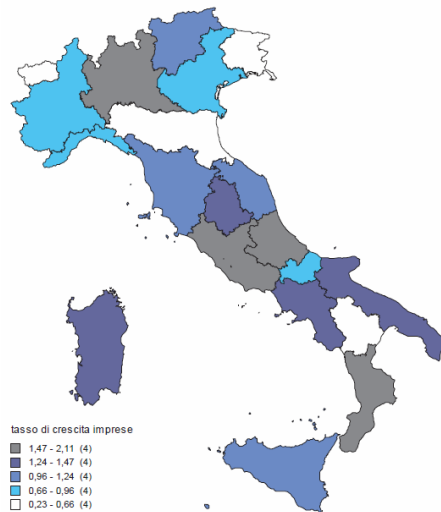 tasso di crescita imprese
1,47 - 2,11 (4)
1,24 - 1,47 (4)
0,96 - 1,24 (4)
0,66 - 0,96 (4)
0,23 - 0,66 (4)